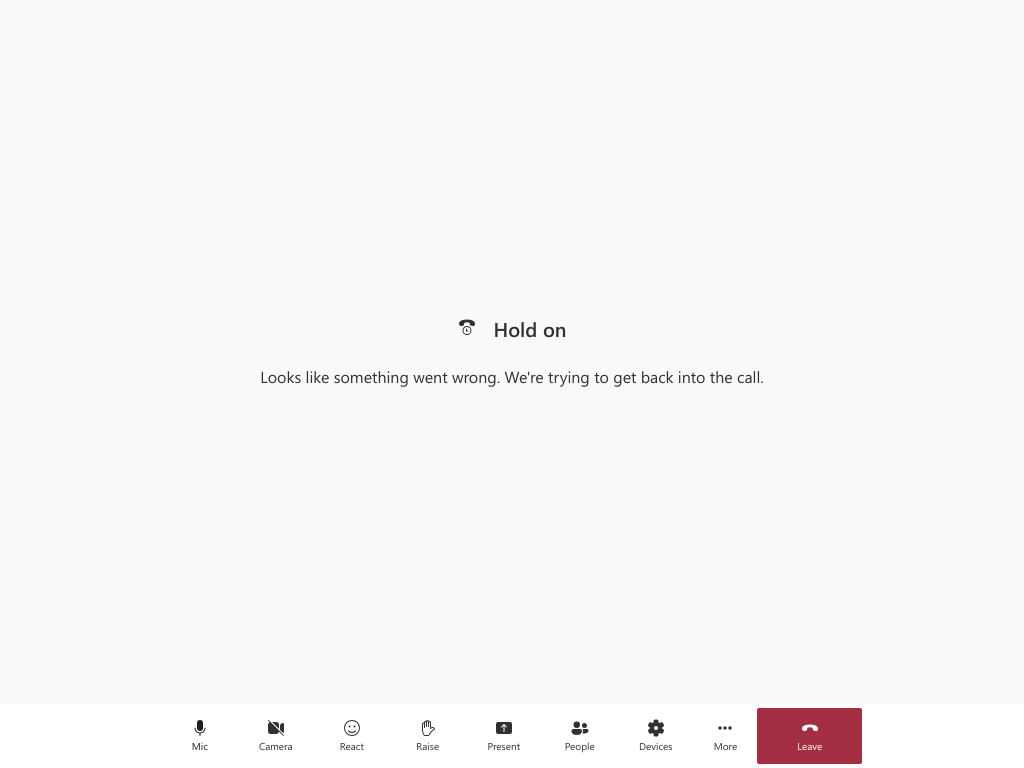 Hold on
Looks like something went wrong. We're trying to get back into the call.
Mic Camera React Raise Present People Devices More Leave